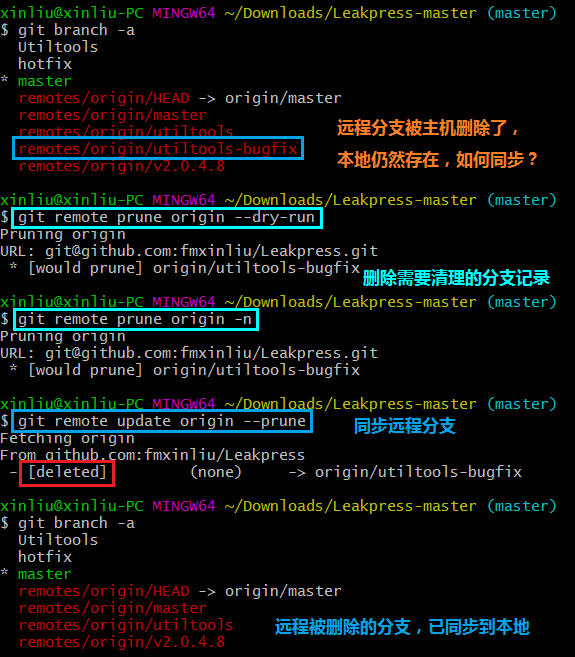 xinliu@xinliu-PC MINGW64 ~/Downloads/Leakpress-master (master)
$ git branch -a
Utiltools
hotfix
* master
remotes/origin/HEAD -> origin/master
remotes/origin/master
remotes/origin/utiltools
远程分支被主机删除了，
remotes/origin/utiltools-bugfix
本地仍然存在，如何同步？
remotes/origin/v2.0.4.8
xinliu@xinliu-PC MINGW64 ~/Downloads/Leakpress-master (master)
$ git remote prune origin --dry-run
Pruning origin
URL: git@github.com:fmxinliu/Leakpress.git
* [would prune] origin/utiltools-bugfix
删除需要清理的分支记录
xinliu@xinliu-PC MINGW64 ~/Downloads/Leakpress-master (master)
$ git remote prune origin -n
Pruning origin
URL: git@github.com:fmxinliu/Leakpress.git
* [would prune] origin/utiltools-bugfix
xinliu@xinliu-PC MINGW64 ~/Downloads/Leakpress-master (master)
$ git remote update origin --prune
同步远程分支
Fetching origin
From github.com:fmxinliu/Leakpress
- [deleted] (none) -> origin/utiltools-bugfix
xinliu@xinliu-PC MINGW64 ~/Downloads/Leakpress-master (master)
$ git branch -a
Utiltools
hotfix
* master
remotes/origin/HEAD -> origin/master
remotes/origin/master
remotes/origin/utiltools
远程被删除的分支，已同步到本地
remotes/origin/v2.0.4.8